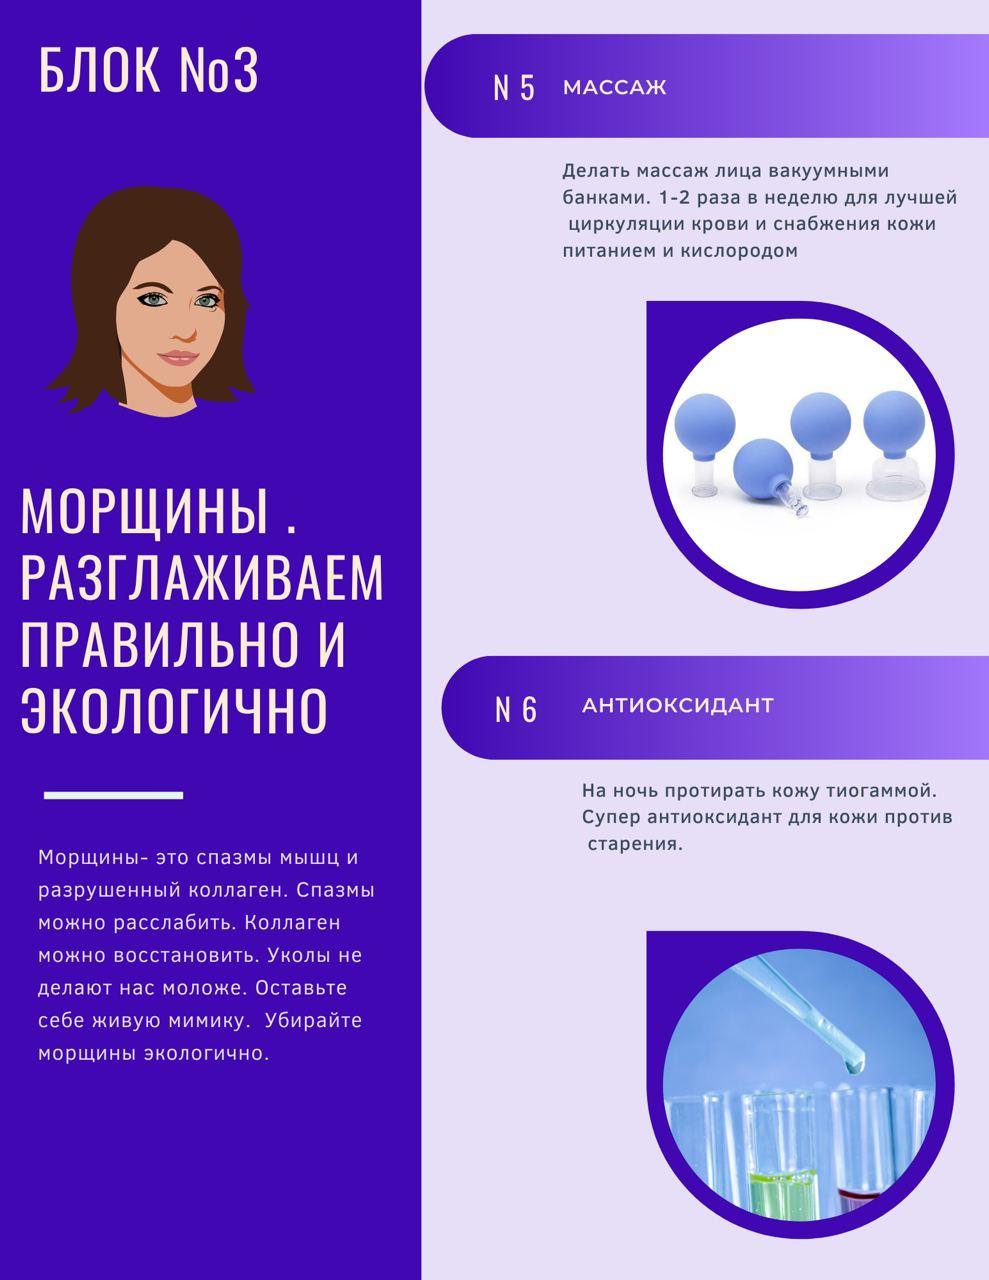 БЛОК №3
МОРЩИНЫ .
РАЗГЛАЖИВАЕМ
ПРАВИЛЬНО И
ЭКОЛОГИЧНО
Морщины- это спазмы мышц и
разрушенный коллаген. Спазмы
можно расслабить. Коллаген
можно восстановить. Уколы не
делают нас моложе. Оставьте
себе живую мимику. Убирайте
морщины экологично.
N 5 МАССАЖ
Делать массаж лица вакуумными
банками. 1-2 раза в неделю для лучшей
циркуляции крови и снабжения кожи
питанием и кислородом
N 6 АНТИОКСИДАНТ
На ночь протирать кожу тиогаммой.
Супер антиоксидант для кожи против
старения.